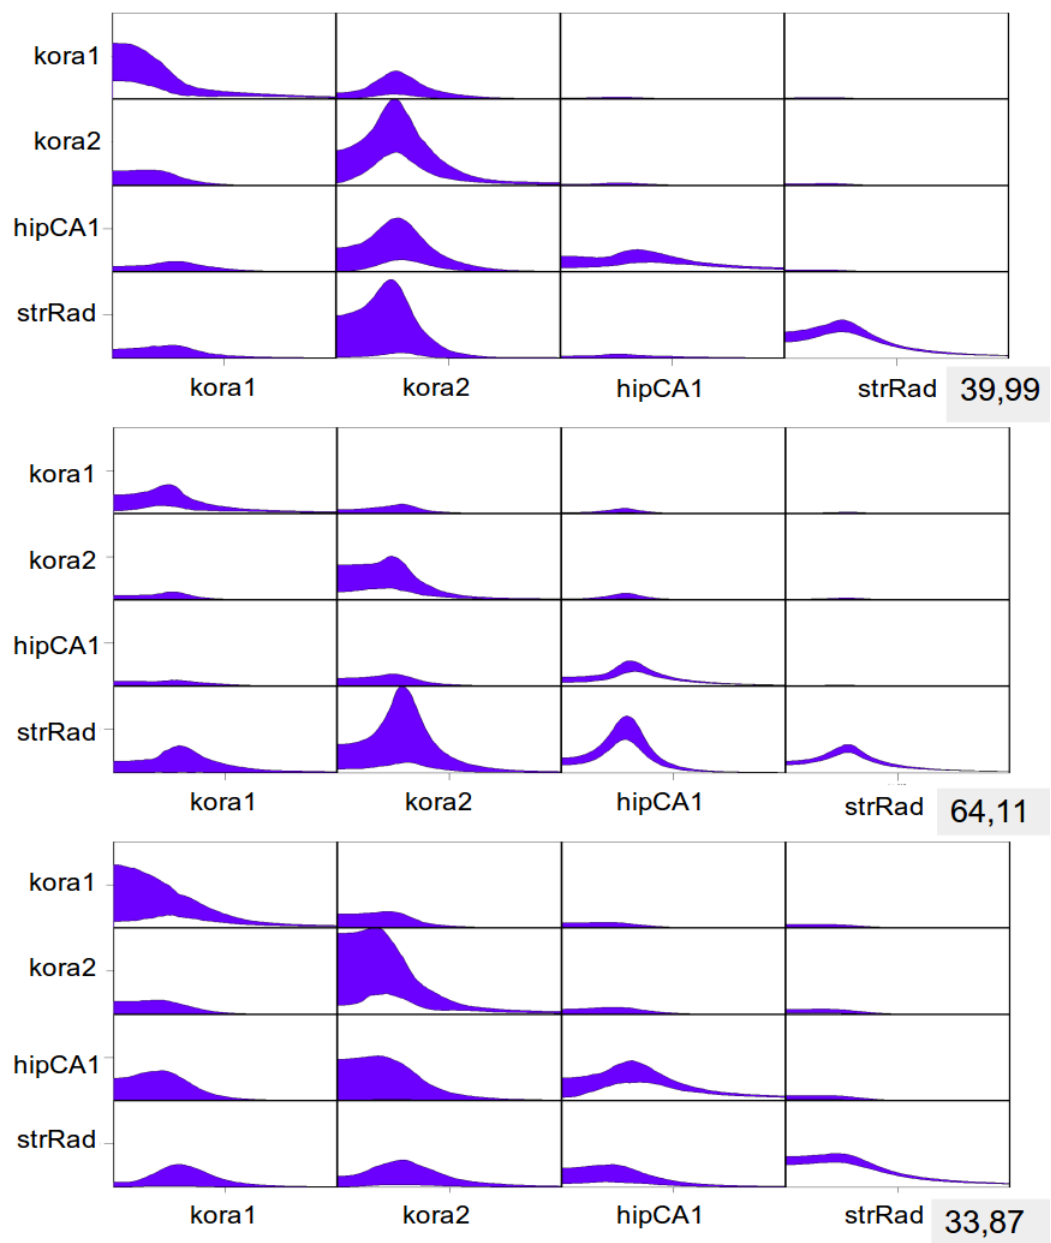 kora1
kora2
hipCA1
strRad
kora1 kora2 hipCA1 strRad 39,99
kora1
kora2
hipCA1
strRad
kora1 kora2 hipCA1 strRad 64,11
kora1
kora2
hipCA1
strRad
kora1 kora2 hipCA1 strRad 33,87